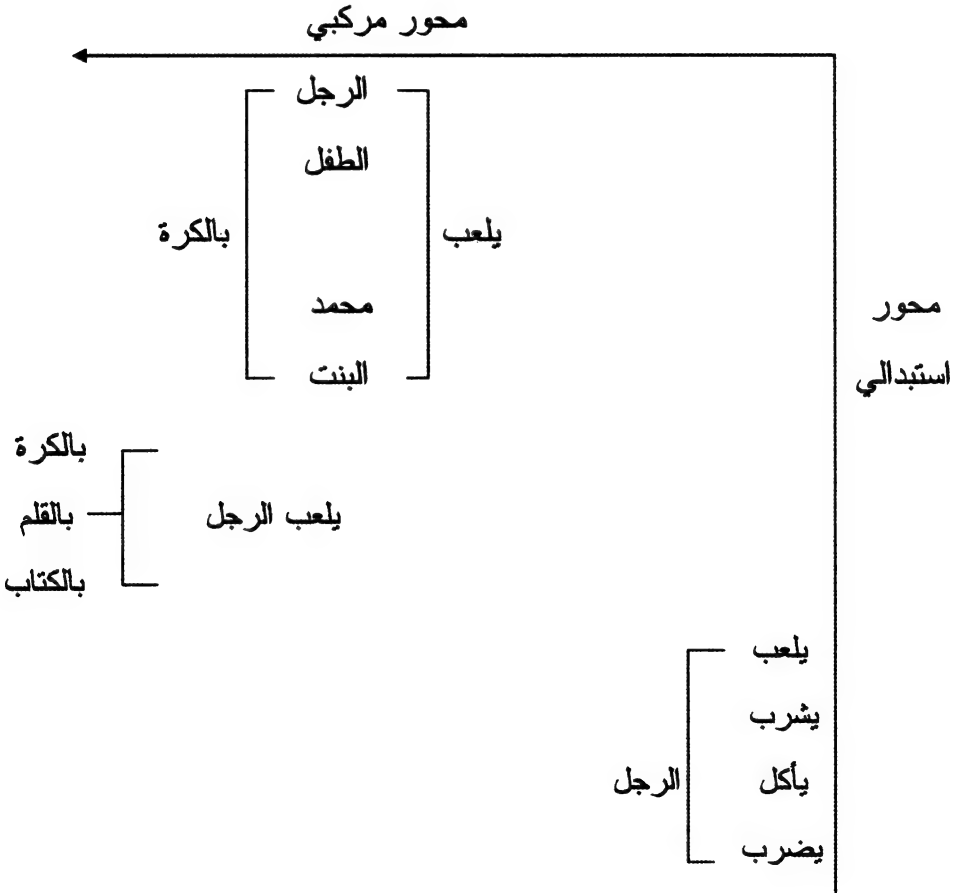 محور مركبي
الرجل
الطفل
يلعب
بالكرة
محمد
البنت
محور
استبدالي
بالكرة
يلعب الرجل
بالقلم
بالكتاب
يلعب
يشرب
يأكل
الرجل
يضرب